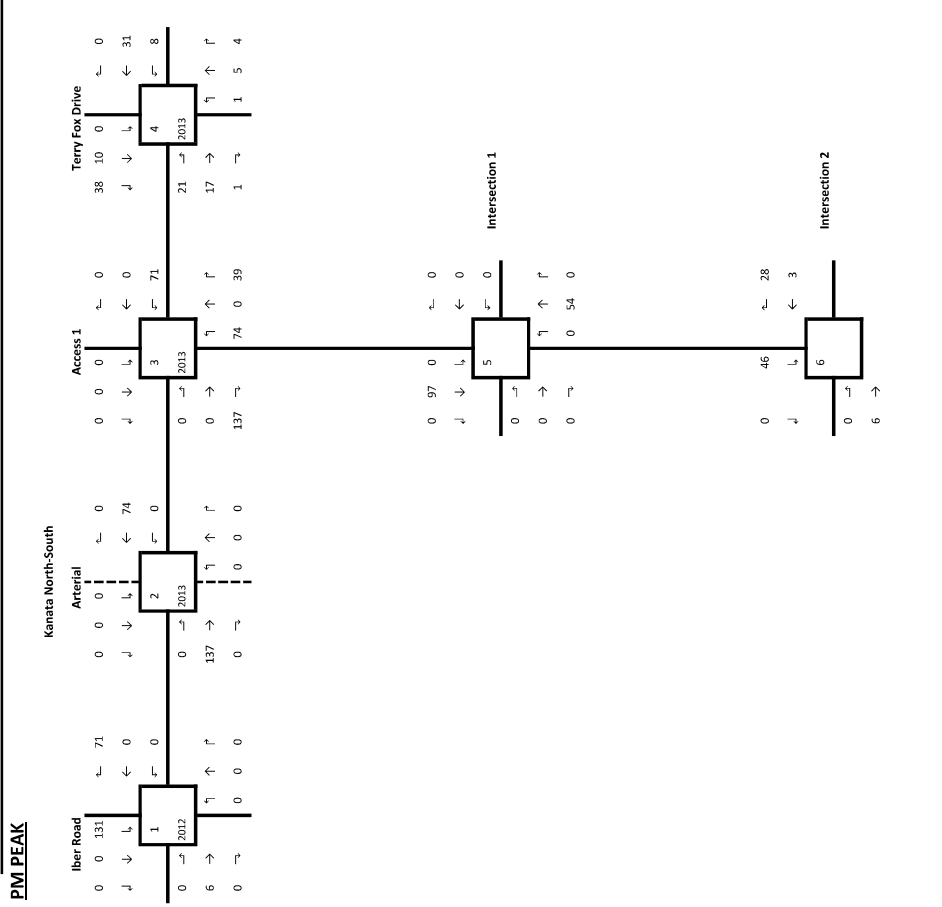 PM PEAK
Kanata North-South
Iber Road Arterial Access 1 Terry Fox Drive
0 0 131 71 0 0 0 0 0 0 0 0 38 10 0 0
0 74 0 31
1 0 2 0 3 71 4 8
0 2012 0 2013 0 2013 21 2013
6 137 0 17
0 0 0 0 0 0 0 0 137 74 0 39 1 1 5 4
0 97 0 0
0
5 0 Intersection 1
0
0
0 0 54 0
0 46 28
3
6 Intersection 2
0
6